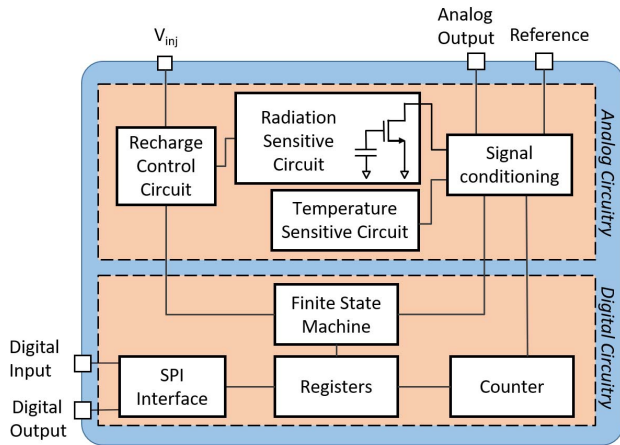 Vinj
Analog
Output
Reference
Recharge
Control
Circuit
Radiation
Sensitive
Circuit
Signal
conditioning
Temperature
Sensitive Circuit
Analog Circuitry
Finite State
Machine
Digital
Input
Digital
Output
SPI
Interface
Registers
Counter
Digital Circuitry